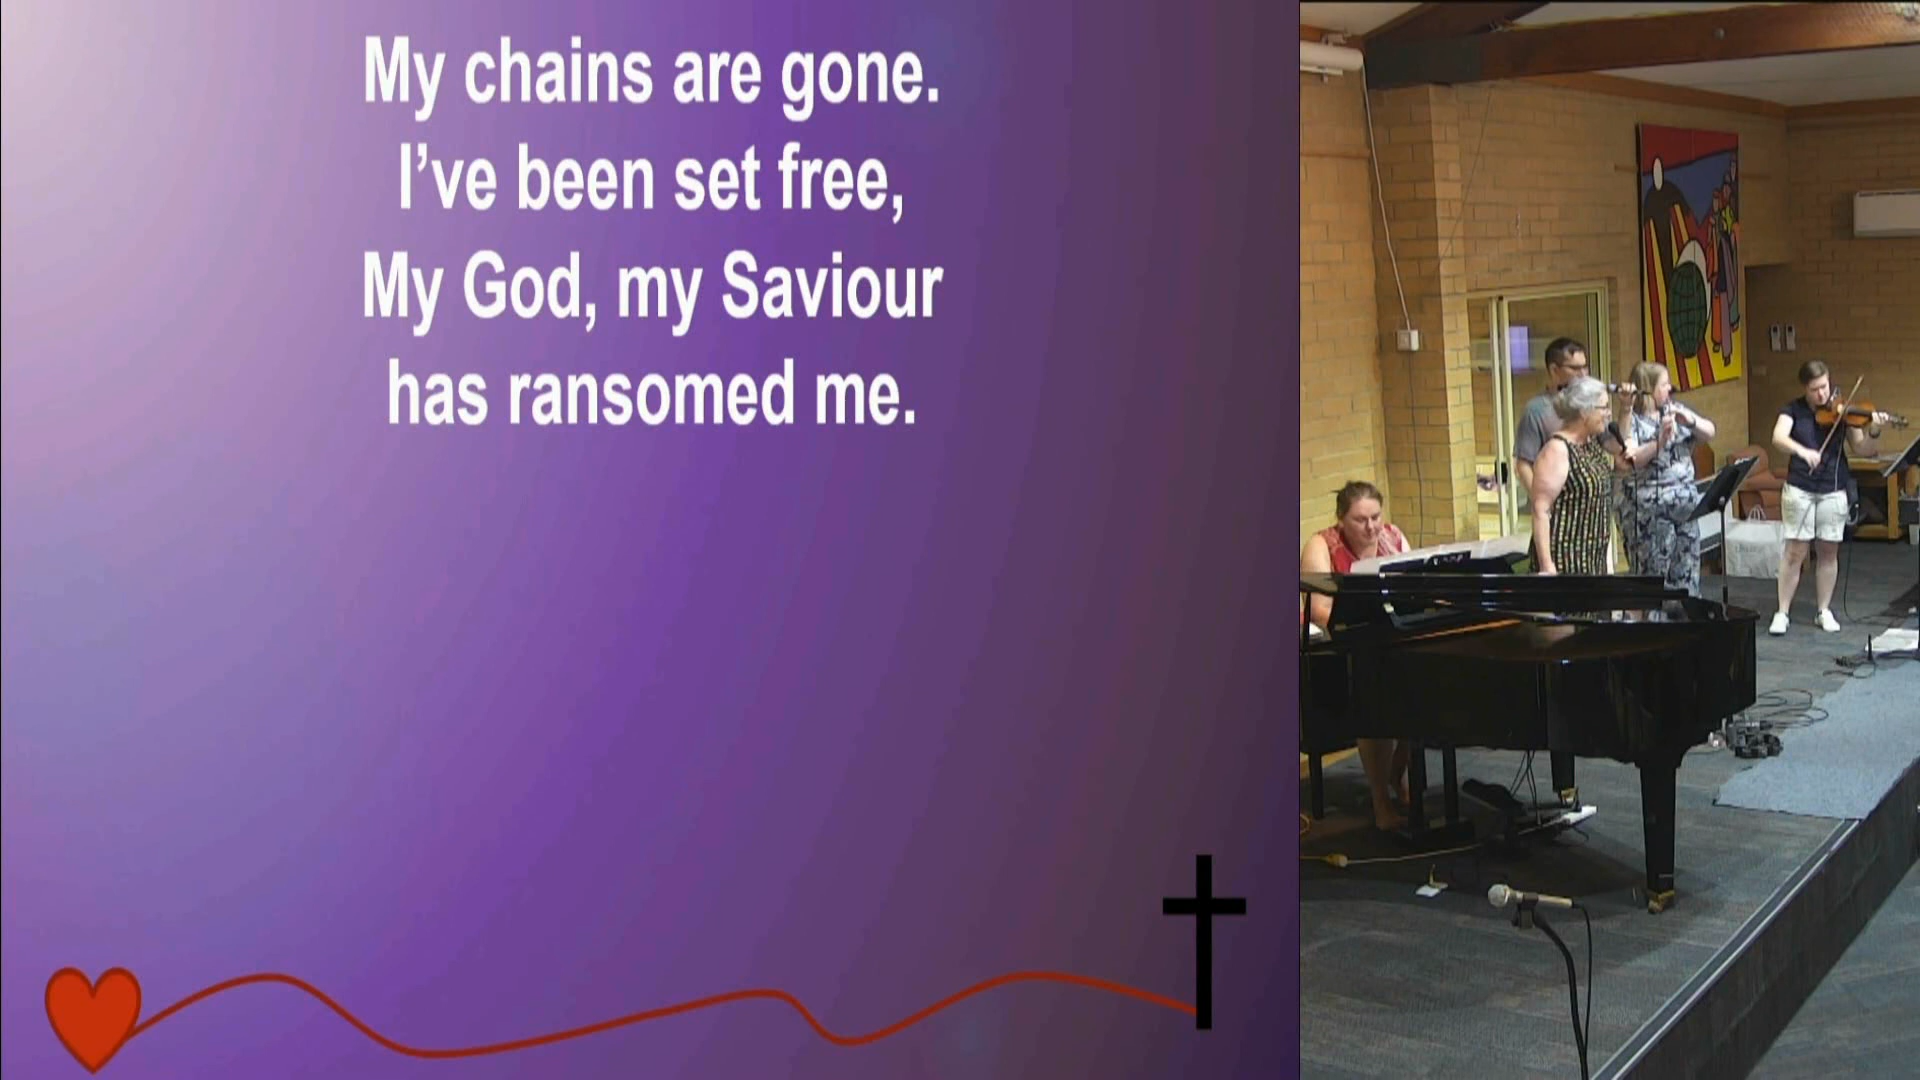 My chains are gone.
I've been set free,
My God, my Saviour
has ransomed me.